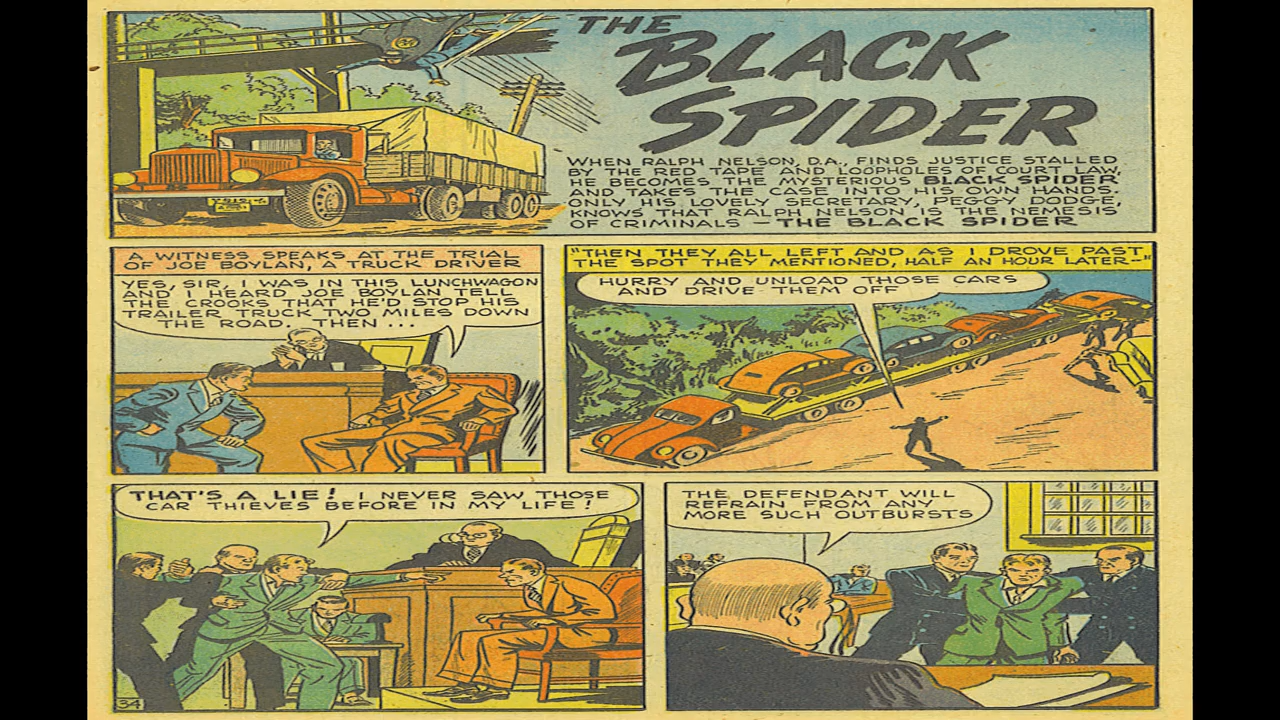 THE
BLACK
SPIDER
WHEN RALPH NELSON, D.A., FINDS JUSTICE STALLED
BY THE RED TAPE AND LOOPHOLES OF COURT LAW,
HE BECOMES THE MYSTERIOUS BLACK SPIDER
AND TAKES THE CASE INTO HIS OWN HANDS.
ONLY HIS LOVELY SECRETARY, PEGGY DODGE,
KNOWS THAT RALPH NELSON IS THE NEMESIS
OF CRIMINALS — THE BLACK SPIDER
A WITNESS SPEAKS AT THE TRIAL
OF JOE BOYLAN, A TRUCK DRIVER
YES, SIR, I WAS IN THIS LUNCHWAGON
AND I HEARD JOE BOYLAN TELL
THE CROOKS THAT HE'D STOP HIS
TRAILER TRUCK TWO MILES DOWN
THE ROAD. THEN ...
"THEN THEY ALL LEFT AND AS I DROVE PAST
THE SPOT THEY MENTIONED, HALF AN HOUR LATER—"
HURRY AND UNLOAD THOSE CARS
AND DRIVE THEM OFF
THAT'S A LIE! I NEVER SAW THOSE
CAR THIEVES BEFORE IN MY LIFE!
THE DEFENDANT WILL
REFRAIN FROM ANY
MORE SUCH OUTBURSTS
34